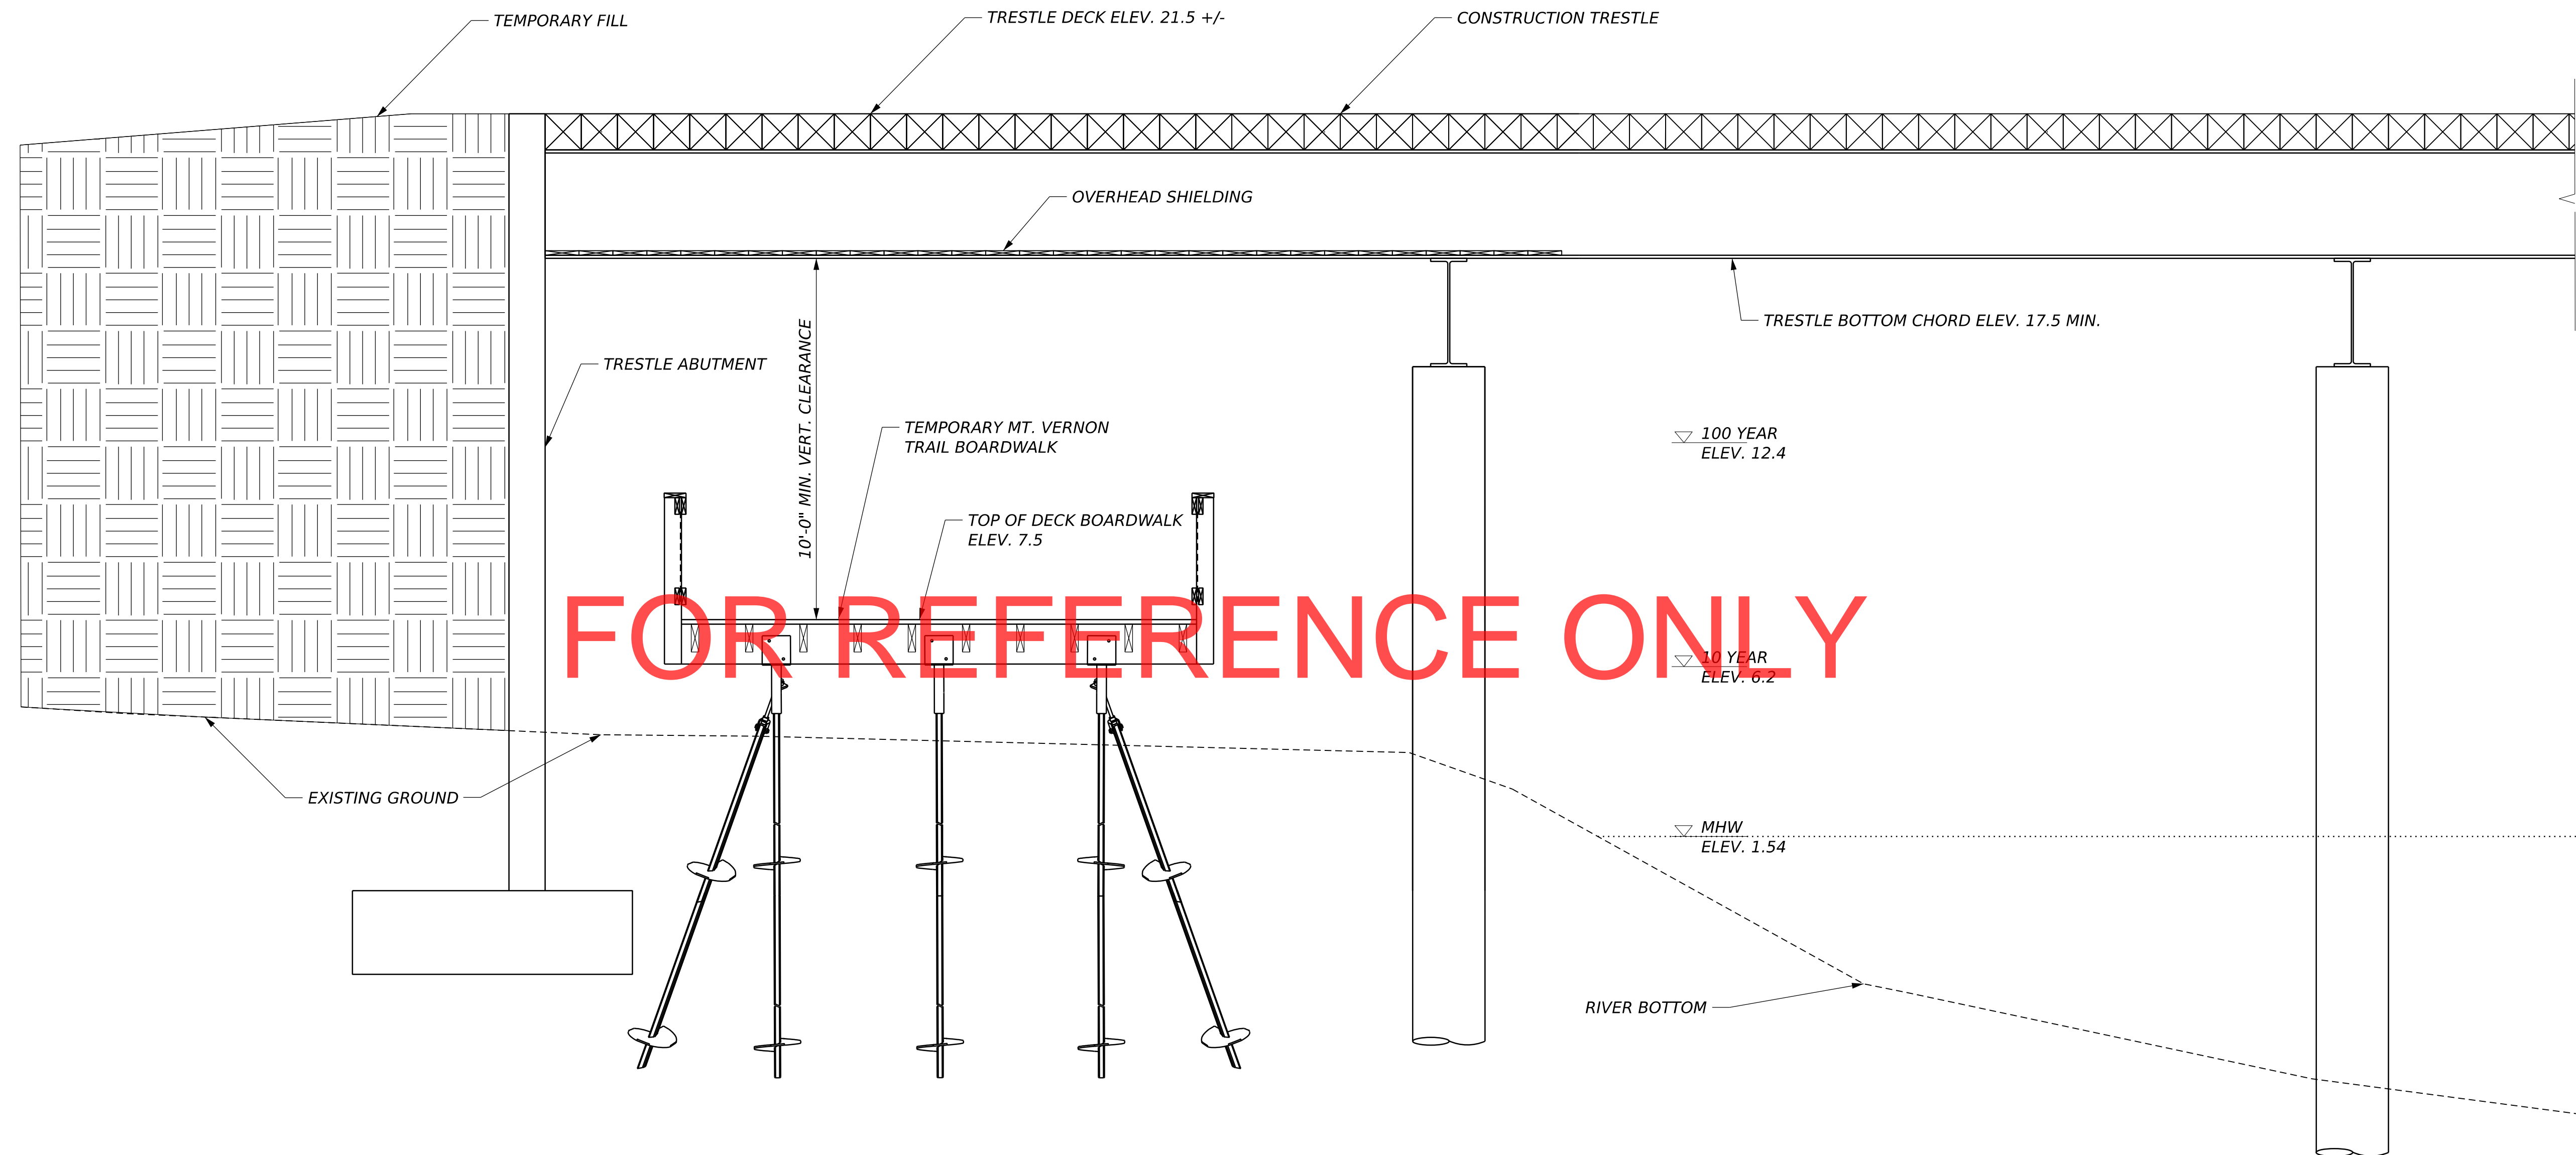 TEMPORARY FILL
TRESTLE DECK ELEV. 21.5 +/-
CONSTRUCTION TRESTLE
OVERHEAD SHIELDING
TRESTLE BOTTOM CHORD ELEV. 17.5 MIN.
TRESTLE ABUTMENT
10'-0" MIN. VERT. CLEARANCE
TEMPORARY MT. VERNON
TRAIL BOARDWALK
100 YEAR
ELEV. 12.4
TOP OF DECK BOARDWALK
ELEV. 7.5
FOR REFERENCE ONLY
10 YEAR
ELEV. 6.2
EXISTING GROUND
MHW
ELEV. 1.54
RIVER BOTTOM